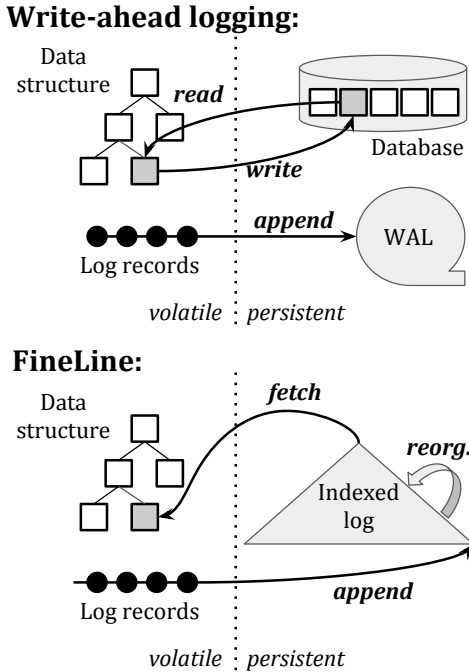 Write-ahead logging:
Data
structure
read
write
Database
append
WAL
Log records
volatile
persistent
FineLine:
fetch
Data
structure
reorg.
Indexed
log
append
Log records
volatile
persistent